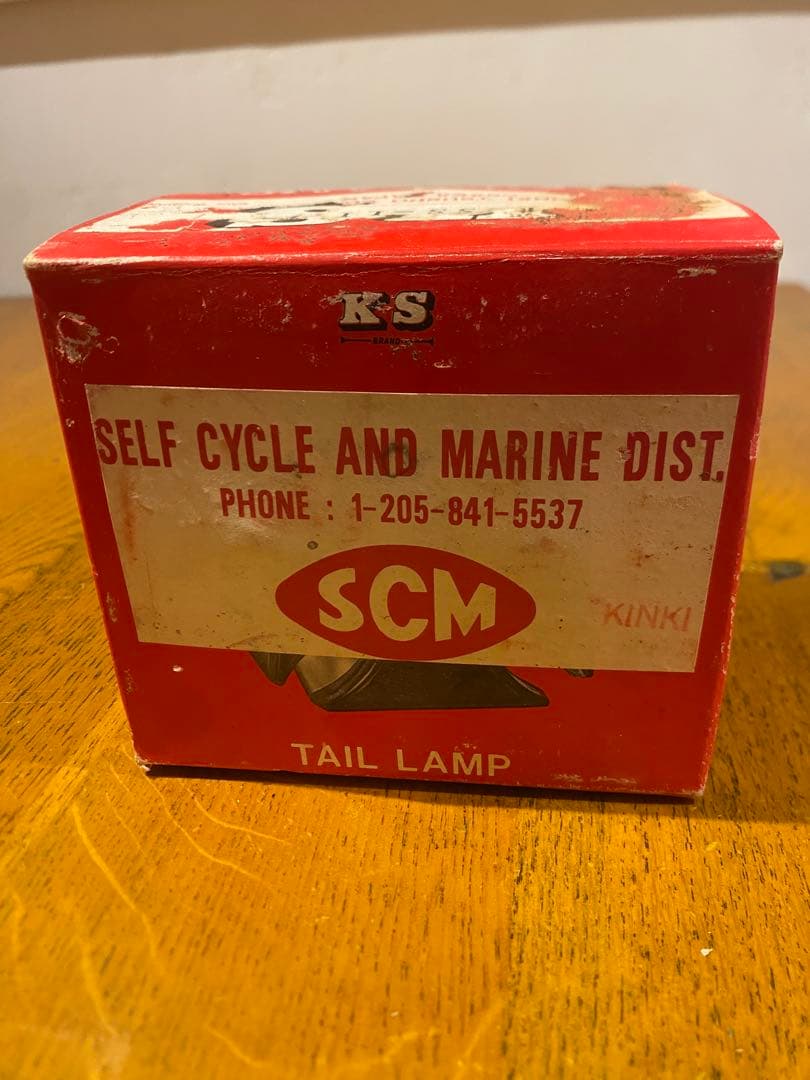 KS
BRAND
SELF CYCLE AND MARINE DIST.
PHONE : 1-205-841-5537
SCM
KINKI
TAIL LAMP